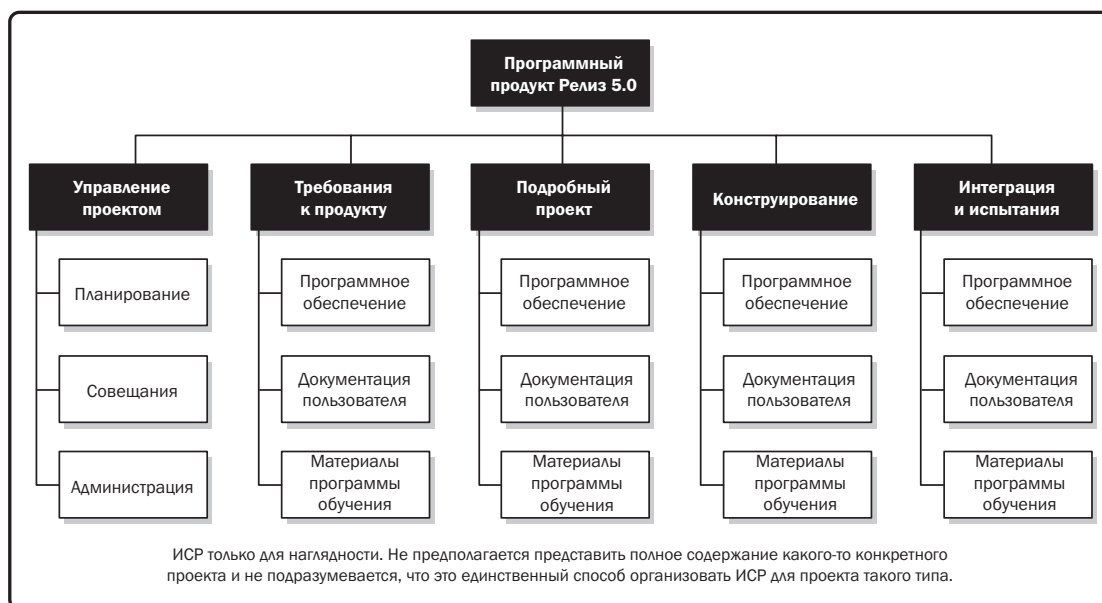 Программный
продукт Релиз 5.0
Управление
проектом
Требования
к продукту
Подробный
проект
Конструирование
Интеграция
и испытания
Планирование
Программное
обеспечение
Программное
обеспечение
Программное
обеспечение
Программное
обеспечение
Совещания
Документация
пользователя
Документация
пользователя
Документация
пользователя
Документация
пользователя
Администрация
Материалы
программы
обучения
Материалы
программы
обучения
Материалы
программы
обучения
Материалы
программы
обучения
ИСР только для наглядности. Не предполагается представить полное содержание какого-то конкретного
проекта и не подразумевается, что это единственный способ организовать ИСР для проекта такого типа.